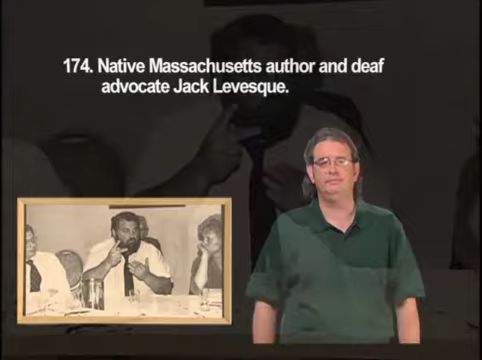 174. Native Massachusetts author and deaf
advocate Jack Levesque.